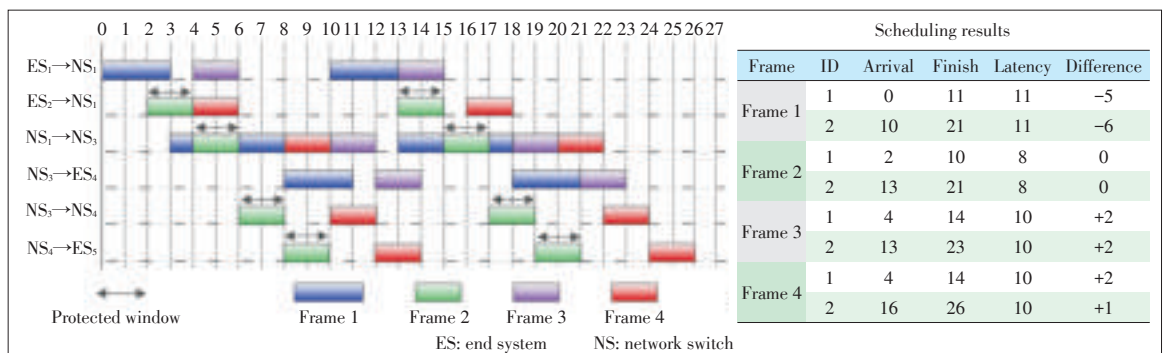 0 1 2 3 4 5 6 7 8 9 10 11 12 13 14 15 16 17 18 19 20 21 22 23 24 25 26 27
ES₁→NS₁
ES₂→NS₁
NS₁→NS₃
NS₃→ES₄
NS₃→NS₄
NS₄→ES₅
Protected window
Frame 1
Frame 2
Frame 3
Frame 4
ES: end system NS: network switch
Scheduling results
Frame ID Arrival Finish Latency Difference
Frame 1
1 0 11 11 −5
2 10 21 11 −6
Frame 2
1 2 10 8 0
2 13 21 8 0
Frame 3
1 4 14 10 +2
2 13 23 10 +2
Frame 4
1 4 14 10 +2
2 16 26 10 +1